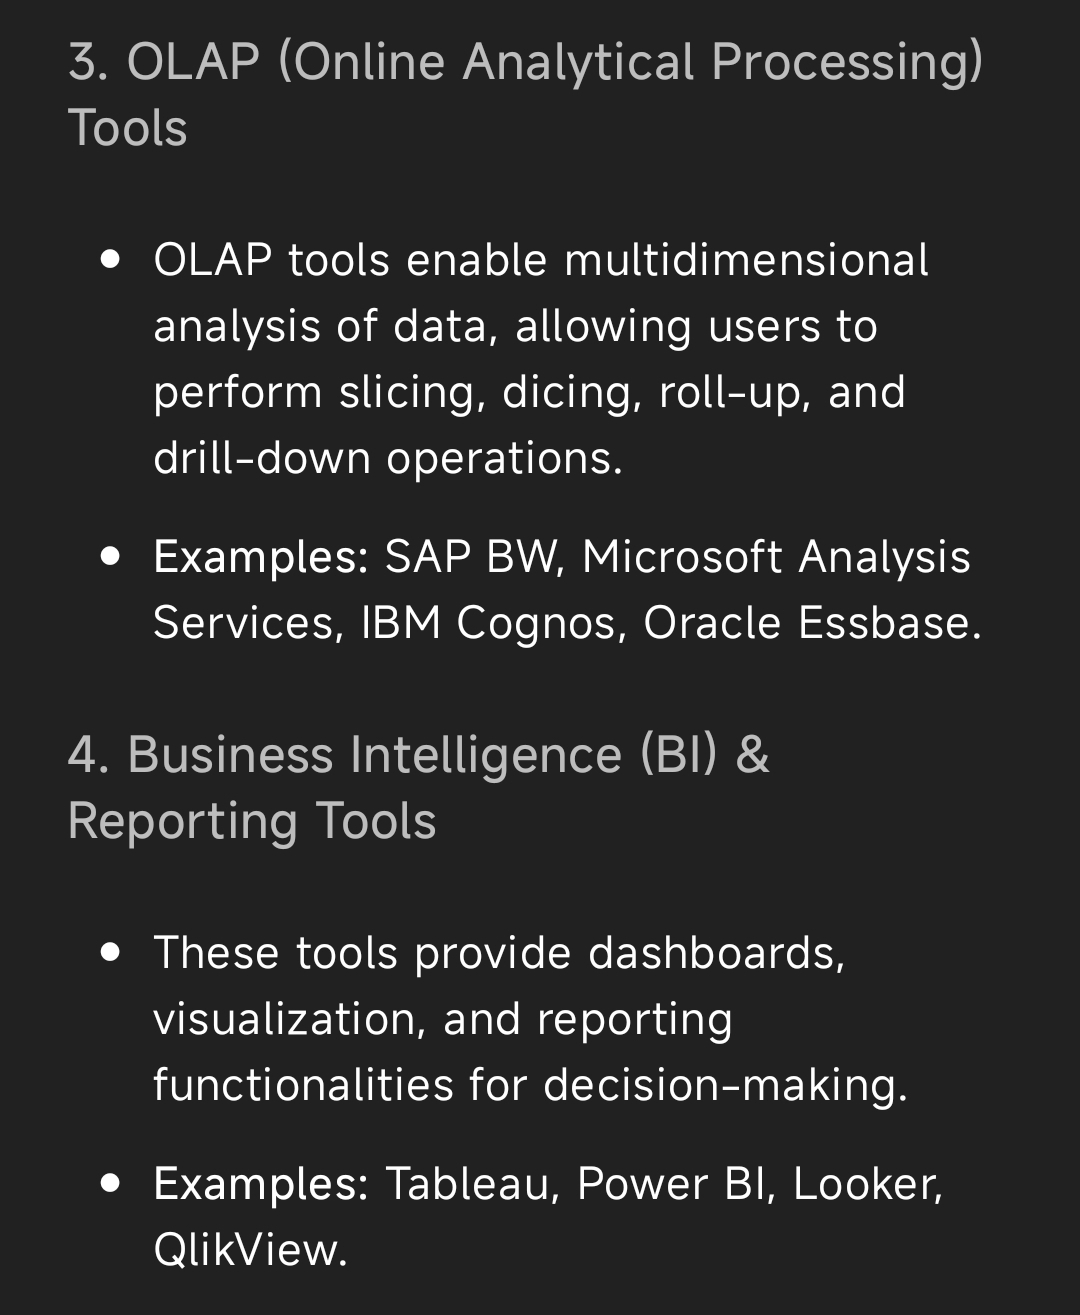 3. OLAP (Online Analytical Processing)
Tools
• OLAP tools enable multidimensional
analysis of data, allowing users to
perform slicing, dicing, roll-up, and
drill-down operations.
• Examples: SAP BW, Microsoft Analysis
Services, IBM Cognos, Oracle Essbase.
4. Business Intelligence (BI) &
Reporting Tools
• These tools provide dashboards,
visualization, and reporting
functionalities for decision-making.
• Examples: Tableau, Power BI, Looker,
QlikView.